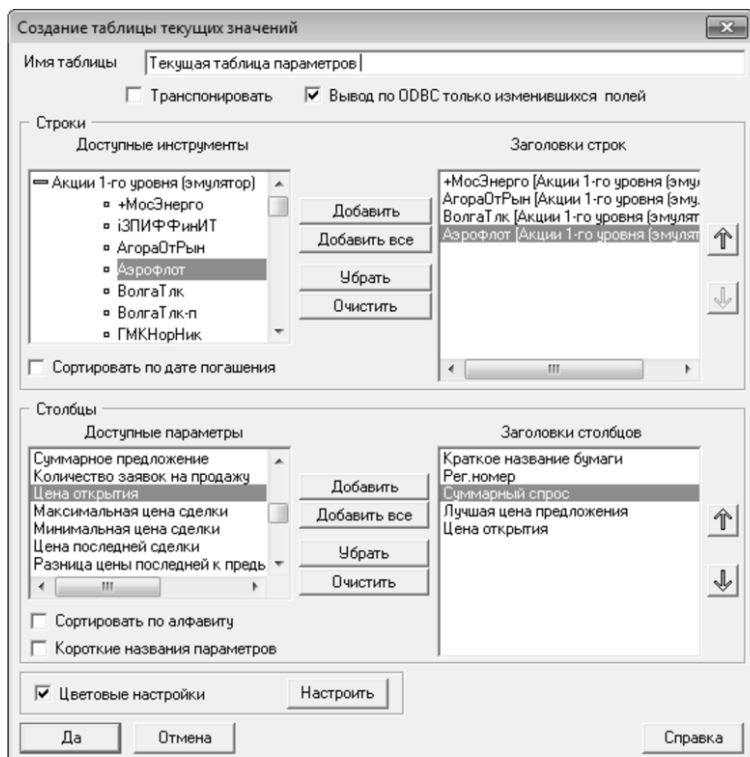 Создание таблицы текущих значений
Имя таблицы Текущая таблица параметров
Транспонировать Вывод по ODBC только изменившихся полей
Строки
Доступные инструменты Заголовки строк
Акции 1-го уровня (эмулятор)
+МосЭнерго
iЗПИФФинИТ
АгораОтРын
Аэрофлот
ВолгаТлк
ВолгаТлк-п
ГМКНорНик
Сортировать по дате погашения
Добавить
Добавить все
Убрать
Очистить
+МосЭнерго [Акции 1-го уровня (эму
АгораОтРын [Акции 1-го уровня (эму.
ВолгаТлк [Акции 1-го уровня (эмулят
Аэрофлот [Акции 1-го уровня (эмулят
Столбцы
Доступные параметры Заголовки столбцов
Суммарное предложение
Количество заявок на продажу
Цена открытия
Максимальная цена сделки
Минимальная цена сделки
Цена последней сделки
Разница цены последней к предь
Сортировать по алфавиту
Короткие названия параметров
Добавить
Добавить все
Убрать
Очистить
Краткое название бумаги
Рег.номер
Суммарный спрос
Лучшая цена предложения
Цена открытия
Цветовые настройки Настроить
Да Отмена Справка